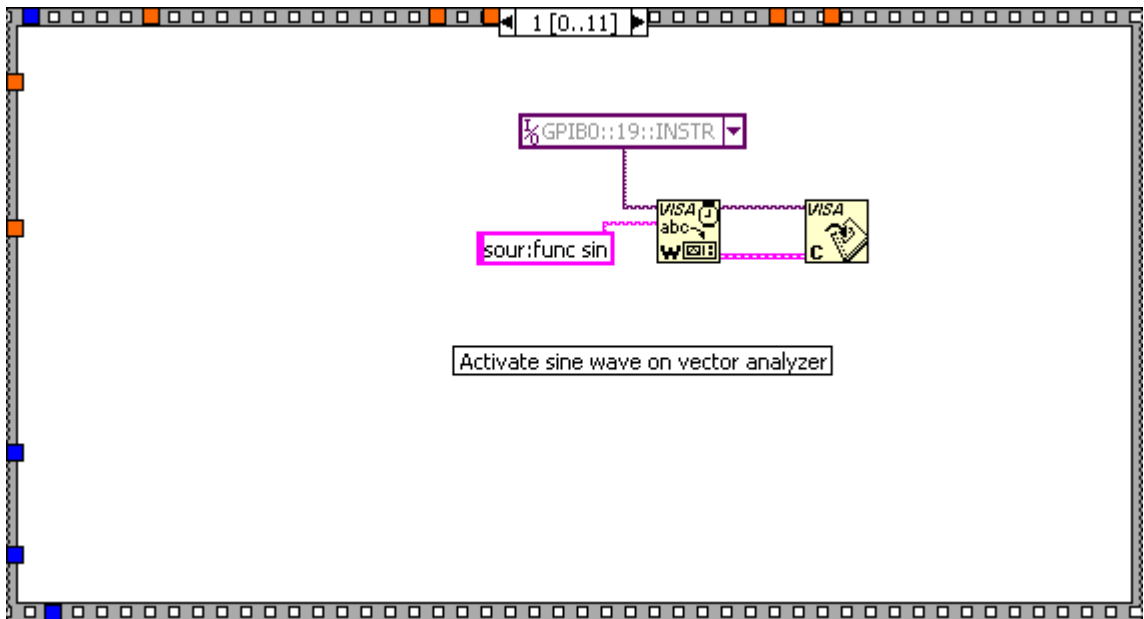 1 [0..11]
I/O GPIB0::19::INSTR
VISA
abc
W
VISA
C
sour:func sin
Activate sine wave on vector analyzer